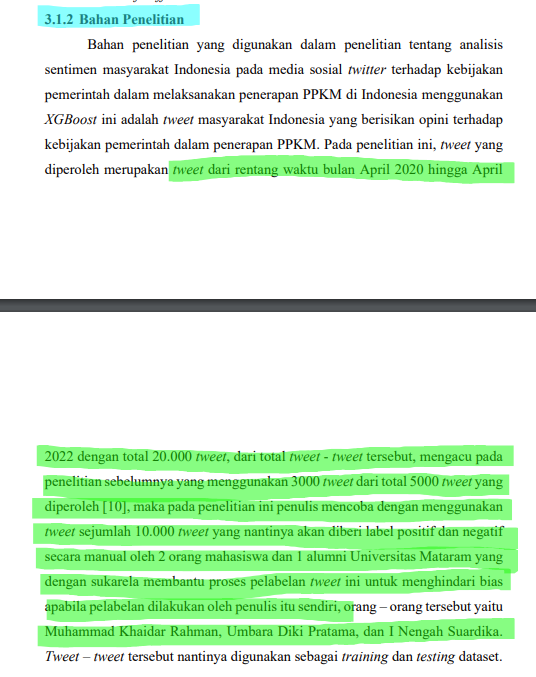 3.1.2 Bahan Penelitian
Bahan penelitian yang digunakan dalam penelitian tentang analisis
sentimen masyarakat Indonesia pada media sosial twitter terhadap kebijakan
pemerintah dalam melaksanakan penerapan PPKM di Indonesia menggunakan
XGBoost ini adalah tweet masyarakat Indonesia yang berisikan opini terhadap
kebijakan pemerintah dalam penerapan PPKM. Pada penelitian ini, tweet yang
diperoleh merupakan tweet dari rentang waktu bulan April 2020 hingga April
2022 dengan total 20.000 tweet, dari total tweet - tweet tersebut, mengacu pada
penelitian sebelumnya yang menggunakan 3000 tweet dari total 5000 tweet yang
diperoleh [10], maka pada penelitian ini penulis mencoba dengan menggunakan
tweet sejumlah 10.000 tweet yang nantinya akan diberi label positif dan negatif
secara manual oleh 2 orang mahasiswa dan 1 alumni Universitas Mataram yang
dengan sukarela membantu proses pelabelan tweet ini untuk menghindari bias
apabila pelabelan dilakukan oleh penulis itu sendiri, orang – orang tersebut yaitu
Muhammad Khaidar Rahman, Umbara Diki Pratama, dan I Nengah Suardika.
Tweet – tweet tersebut nantinya digunakan sebagai training dan testing dataset.